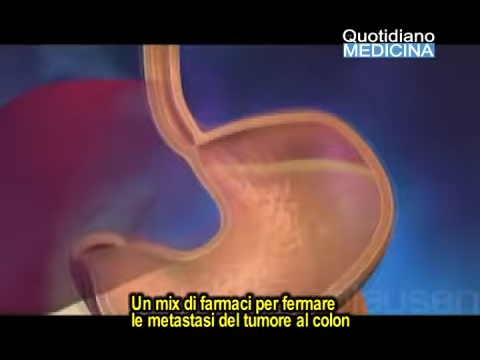 Quotidiano
MEDICINA
Un mix di farmaci per fermare
le metastasi del tumore al colon